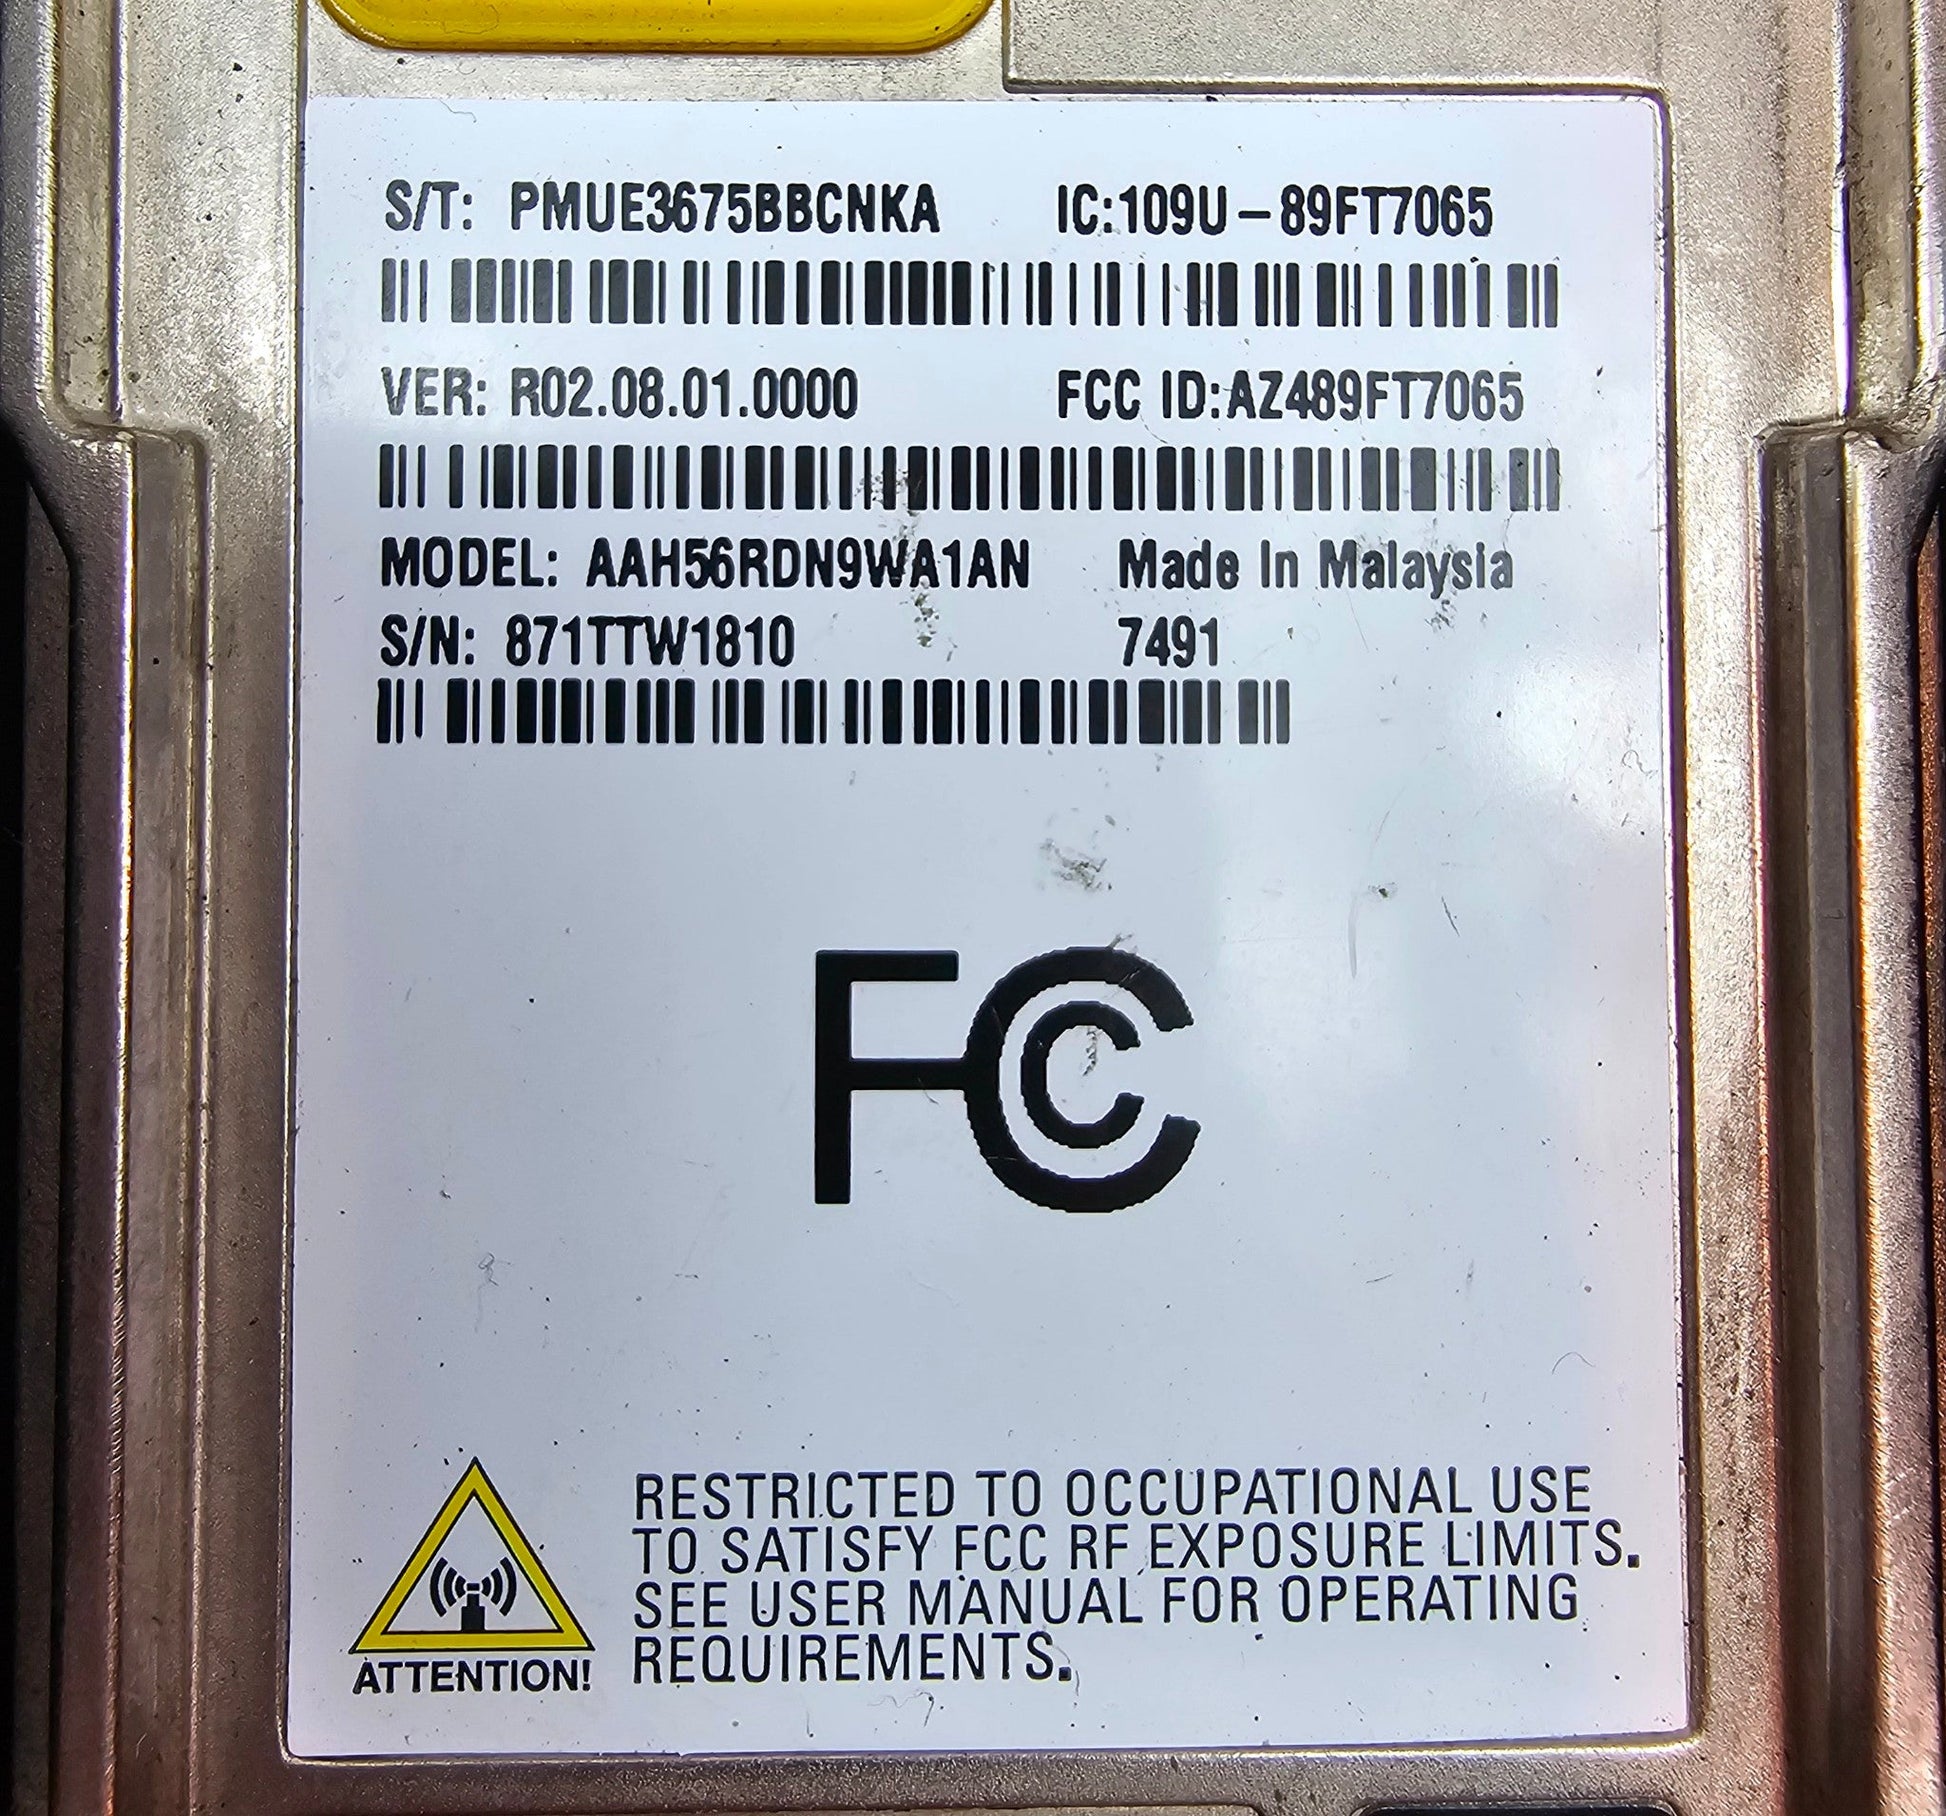 S/T: PMUE3675BBCNKA IC:109U-89FT7065
VER: R02.08.01.0000 FCC ID:AZ489FT7065
MODEL: AAH56RDN9WA1AN Made In Malaysia
S/N: 871TTW1810 7491
FCC
RESTRICTED TO OCCUPATIONAL USE
TO SATISFY FCC RF EXPOSURE LIMITS.
SEE USER MANUAL FOR OPERATING
REQUIREMENTS.
ATTENTION!